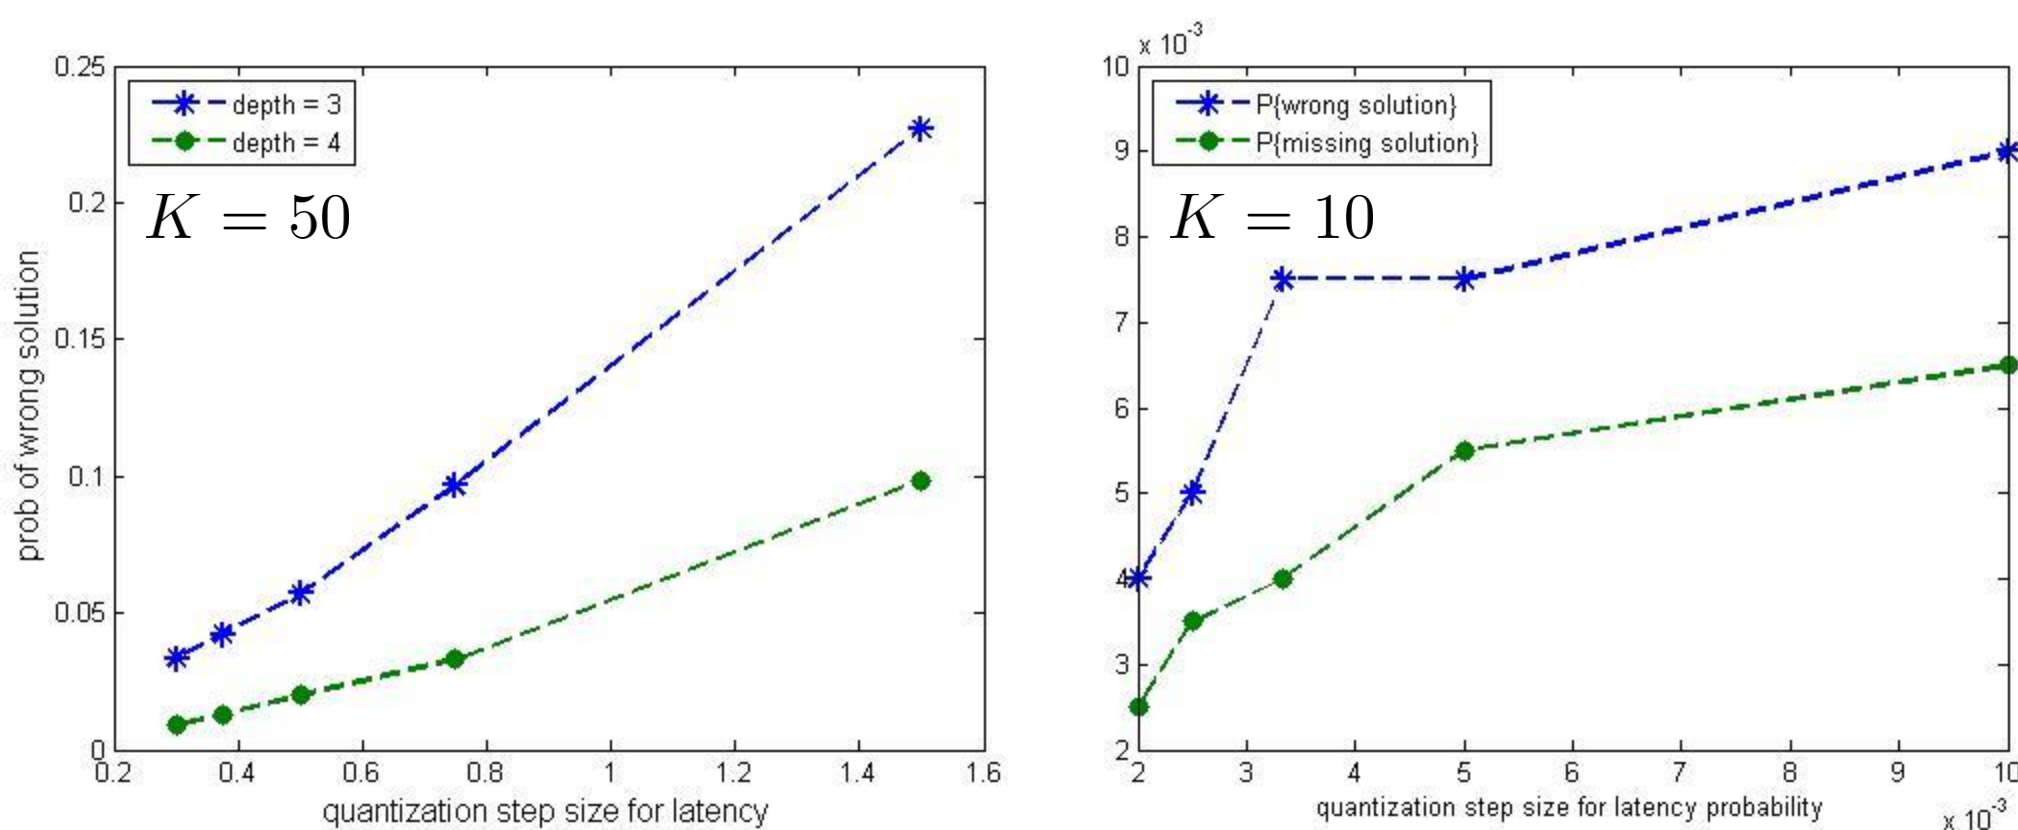 0.25
0.2
0.15
0.1
0.05
0
0.2 0.4 0.6 0.8 1 1.2 1.4 1.6
prob of wrong solution
quantization step size for latency
depth = 3
depth = 4
K = 50
x 10^-3
10
9
8
7
6
5
4
3
2
2 3 4 5 6 7 8 9 10
quantization step size for latency probability
x 10^-3
P{wrong solution}
P{missing solution}
K = 10